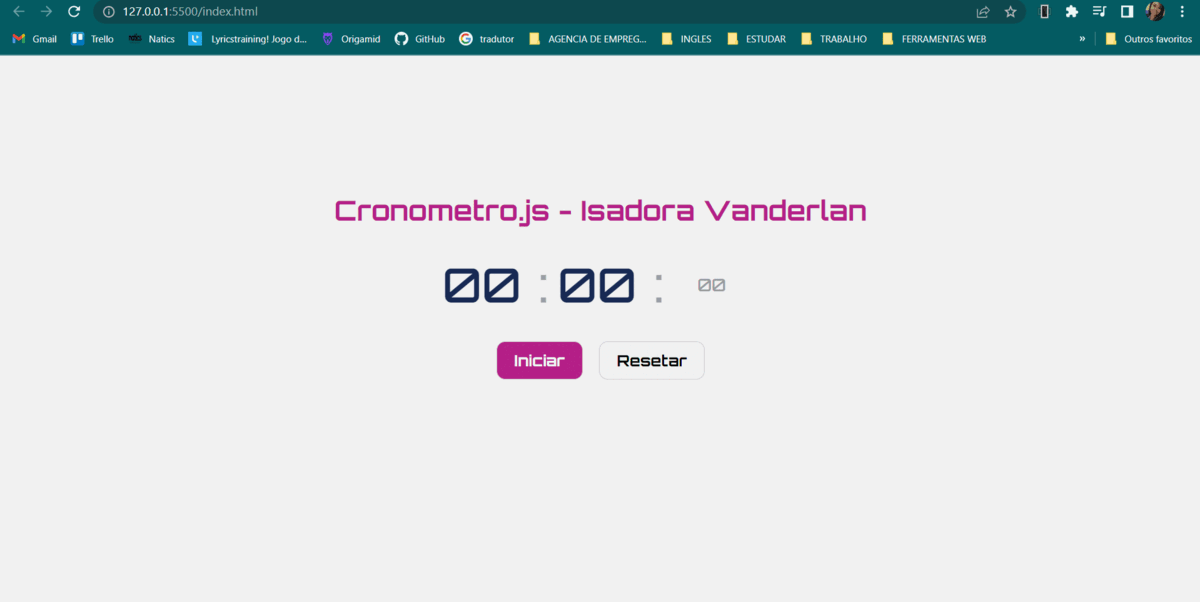 127.0.0.1:5500/index.html
Gmail Trello Natics Lyricstraining! Jogo d... Origamid GitHub tradutor AGENCIA DE EMPREG... INGLES ESTUDAR TRABALHO FERRAMENTAS WEB » Outros favoritos
Cronometro.js - Isadora Vanderlan
00 : 00 : 00
Iniciar Resetar